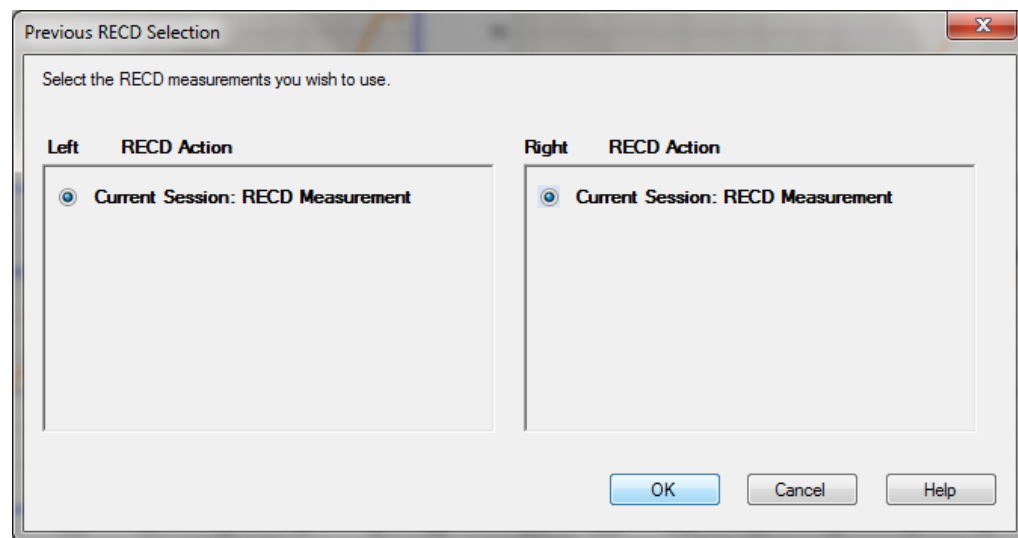 Previous RECD Selection
Select the RECD measurements you wish to use.
Left RECD Action
Right RECD Action
Current Session: RECD Measurement
Current Session: RECD Measurement
OK Cancel Help